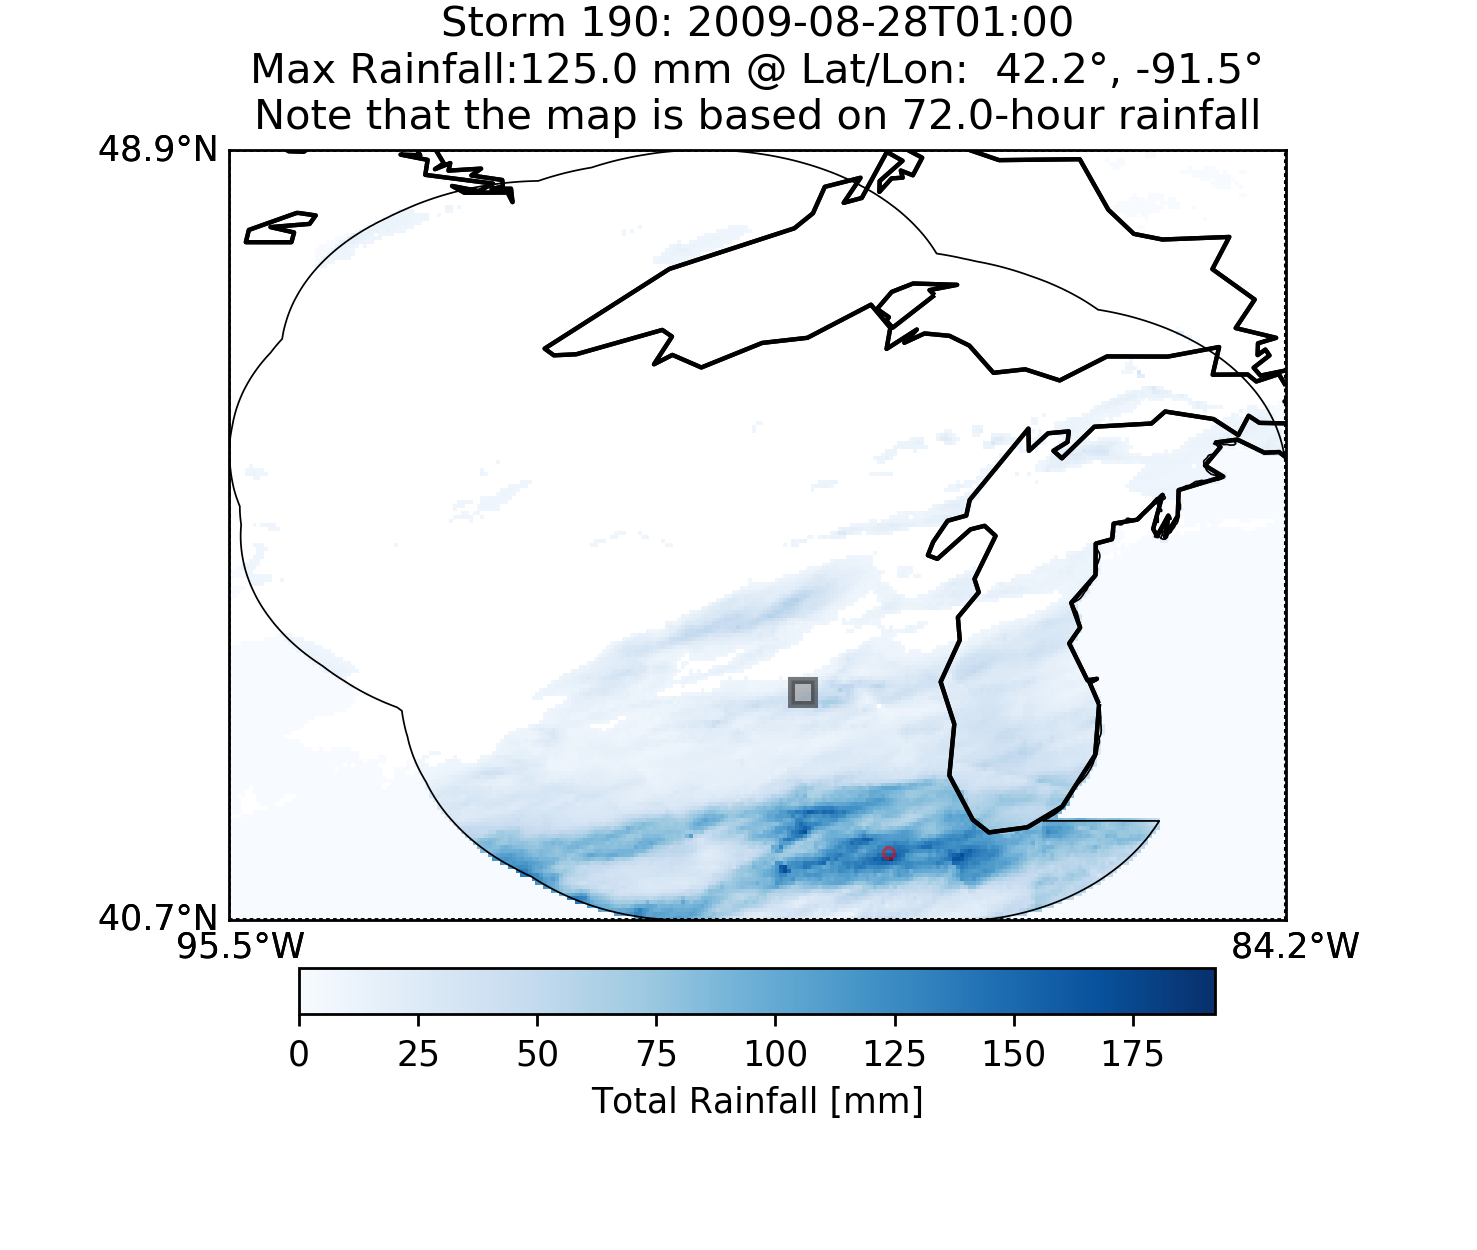 Storm 190: 2009-08-28T01:00
Max Rainfall:125.0 mm @ Lat/Lon:  42.2°, -91.5°
Note that the map is based on 72.0-hour rainfall
48.9°N
40.7°N
95.5°W 84.2°W
0 25 50 75 100 125 150 175
Total Rainfall [mm]